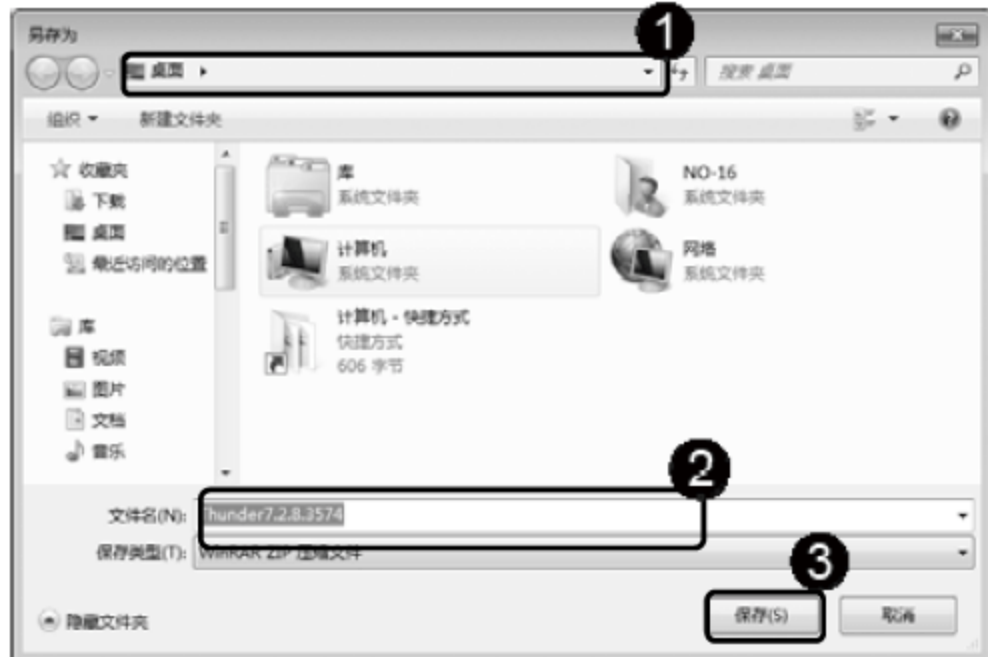 另存为
1
桌面
搜索 桌面
组织 新建文件夹
收藏夹
下载
桌面
最近访问的位置
库
视频
图片
文档
音乐
库
系统文件夹
NO-16
系统文件夹
计算机
系统文件夹
网络
系统文件夹
计算机 - 快捷方式
快捷方式
606 字节
2
文件名(N): Thunder7.2.8.3574
保存类型(T): WinRAR ZIP 压缩文件
3
隐藏文件夹
保存(S) 取消